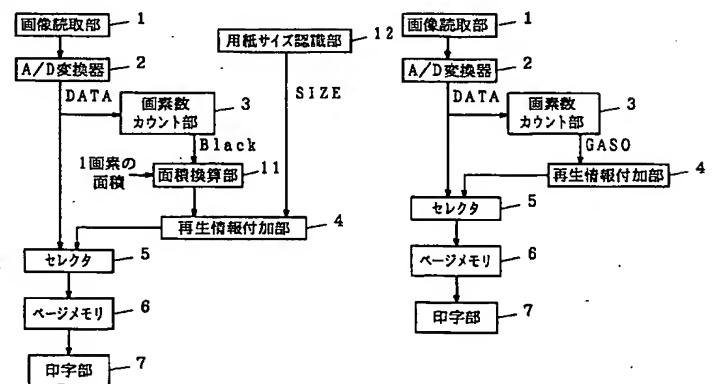 画像読取部 1
A/D変換器 2
DATA
画素数
カウント部 3
Black
1画素の
面積
面積換算部 11
用紙サイズ認識部 12
SIZE
再生情報付加部 4
セレクタ 5
ページメモリ 6
印字部 7
画像読取部 1
A/D変換器 2
DATA
画素数
カウント部 3
GASO
再生情報付加部 4
セレクタ 5
ページメモリ 6
印字部 7